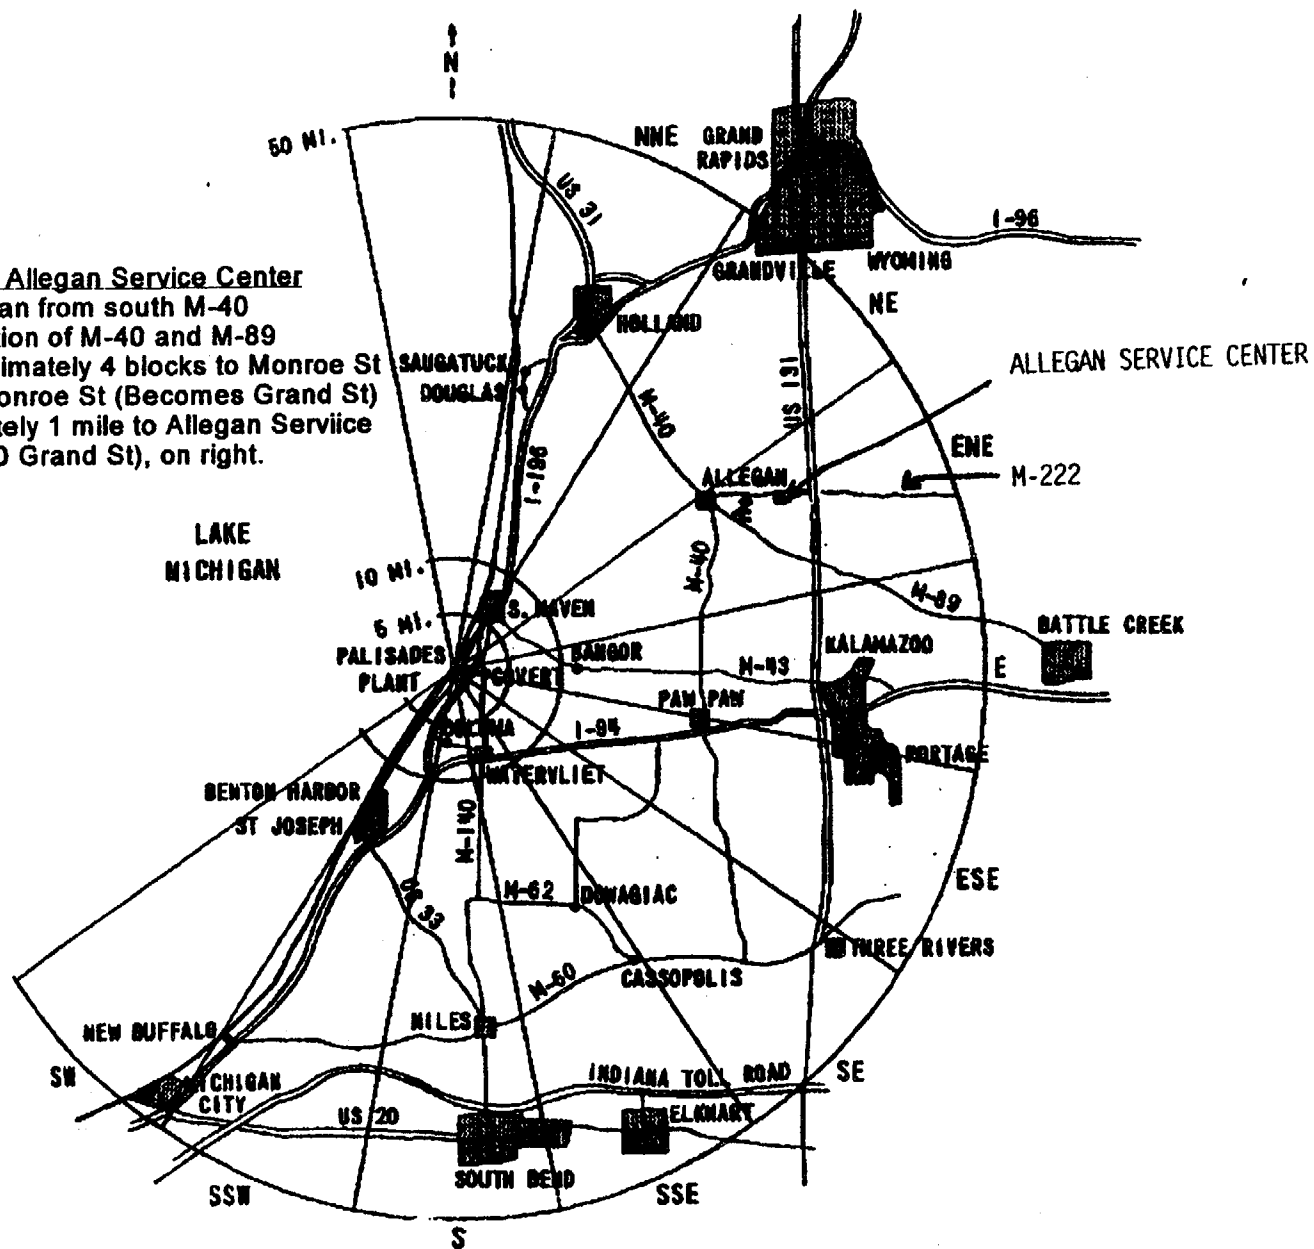 N
50 MI.
NNE
GRAND
RAPIDS
US 31
I-96
Allegan Service Center
an from south M-40
tion of M-40 and M-89
imately 4 blocks to Monroe St
onroe St (Becomes Grand St)
tely 1 mile to Allegan Serviice
0 Grand St), on right.
GRANDVILLE
WYOMING
NE
HOLLAND
SAUGATUCK
DOUGLAS
M-40
US 131
ALLEGAN SERVICE CENTER
I-196
ALLEGAN
ENE
M-222
LAKE
MICHIGAN
10 MI.
M-40
M-89
5 MI.
S. HAVEN
PALISADES
PLANT
COVERT
BANGOR
M-43
KALAMAZOO
BATTLE CREEK
E
PAW PAW
COLOMA
I-94
PORTAGE
WATERVLIET
BENTON HARBOR
ST JOSEPH
M-140
US 33
M-62
DOWAGIAC
ESE
THREE RIVERS
CASSOPOLIS
M-60
NILES
NEW BUFFALO
SW
MICHIGAN
CITY
INDIANA TOLL ROAD
SE
US 20
ELKHART
SOUTH BEND
SSW
SSE
S